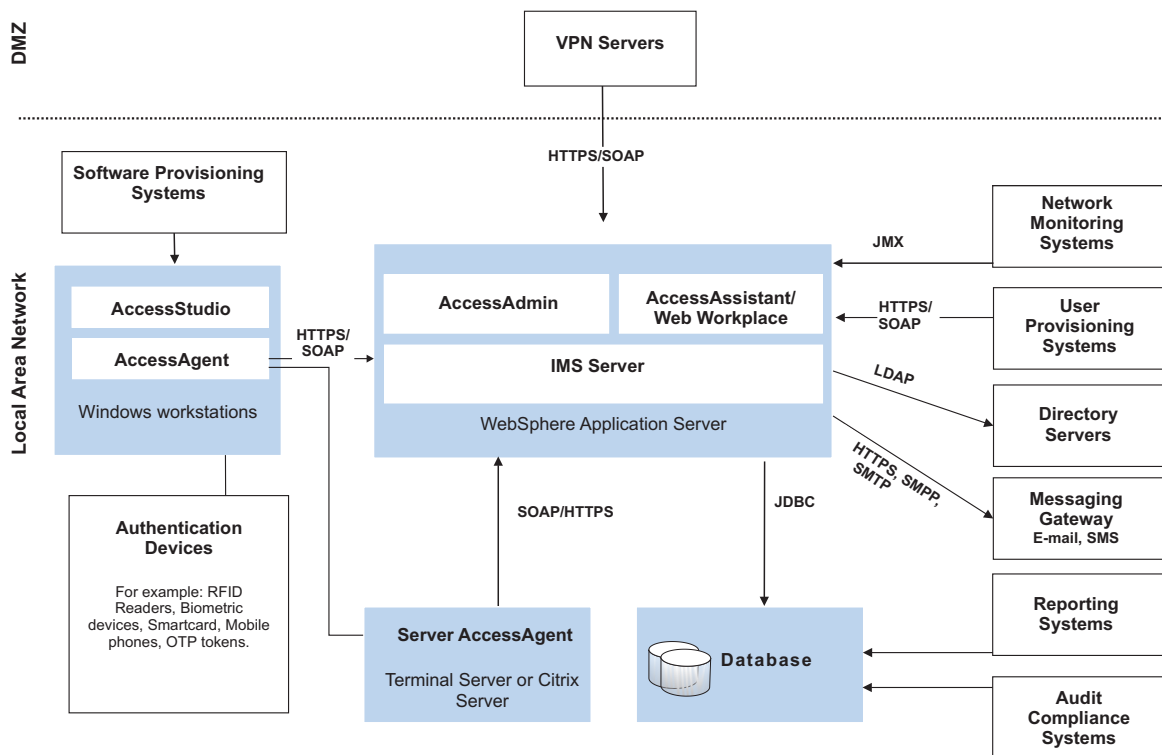 DMZ
VPN Servers
HTTPS/SOAP
Local Area Network
Software Provisioning
Systems
AccessStudio
AccessAgent
Windows workstations
HTTPS/
SOAP
Authentication
Devices
For example: RFID
Readers, Biometric
devices, Smartcard, Mobile
phones, OTP tokens.
AccessAdmin
AccessAssistant/
Web Workplace
IMS Server
WebSphere Application Server
SOAP/HTTPS
JDBC
Server AccessAgent
Terminal Server or Citrix
Server
Database
JMX
Network
Monitoring
Systems
HTTPS/
SOAP
User
Provisioning
Systems
LDAP
Directory
Servers
HTTPS, SMPP,
SMTP
Messaging
Gateway
E-mail, SMS
Reporting
Systems
Audit
Compliance
Systems